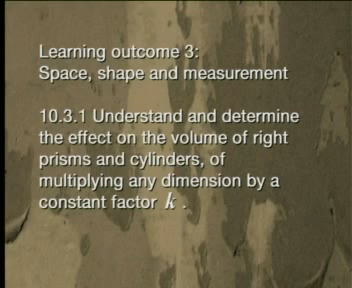 Learning outcome 3:
Space, shape and measurement
10.3.1 Understand and determine
the effect on the volume of right
prisms and cylinders, of
multiplying any dimension by a
constant factor k .